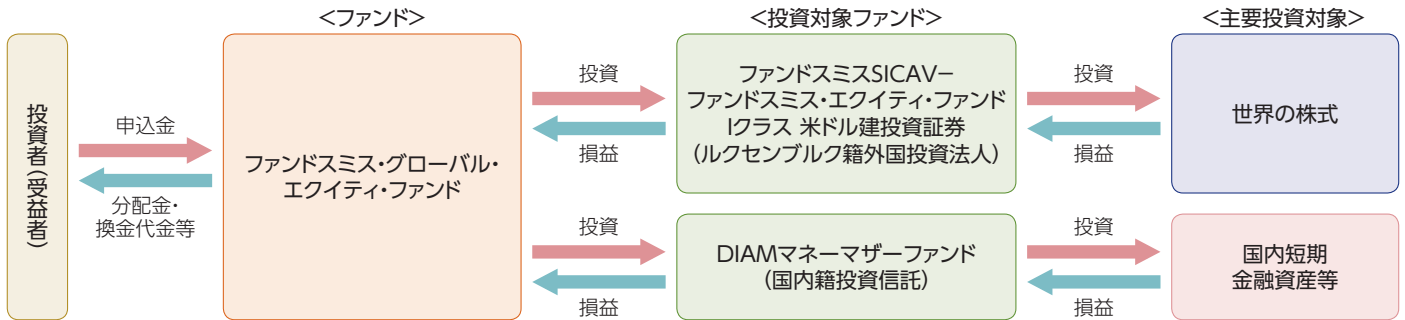 <ファンド>
<投資対象ファンド>
<主要投資対象>
投資者(受益者)
申込金
分配金・
換金代金等
ファンドスミス・グローバル・
エクイティ・ファンド
投資
損益
ファンドスミスSICAV−
ファンドスミス・エクイティ・ファンド
Iクラス 米ドル建投資証券
(ルクセンブルク籍外国投資法人)
投資
損益
世界の株式
投資
損益
DIAMマネーマザーファンド
(国内籍投資信託)
投資
損益
国内短期
金融資産等